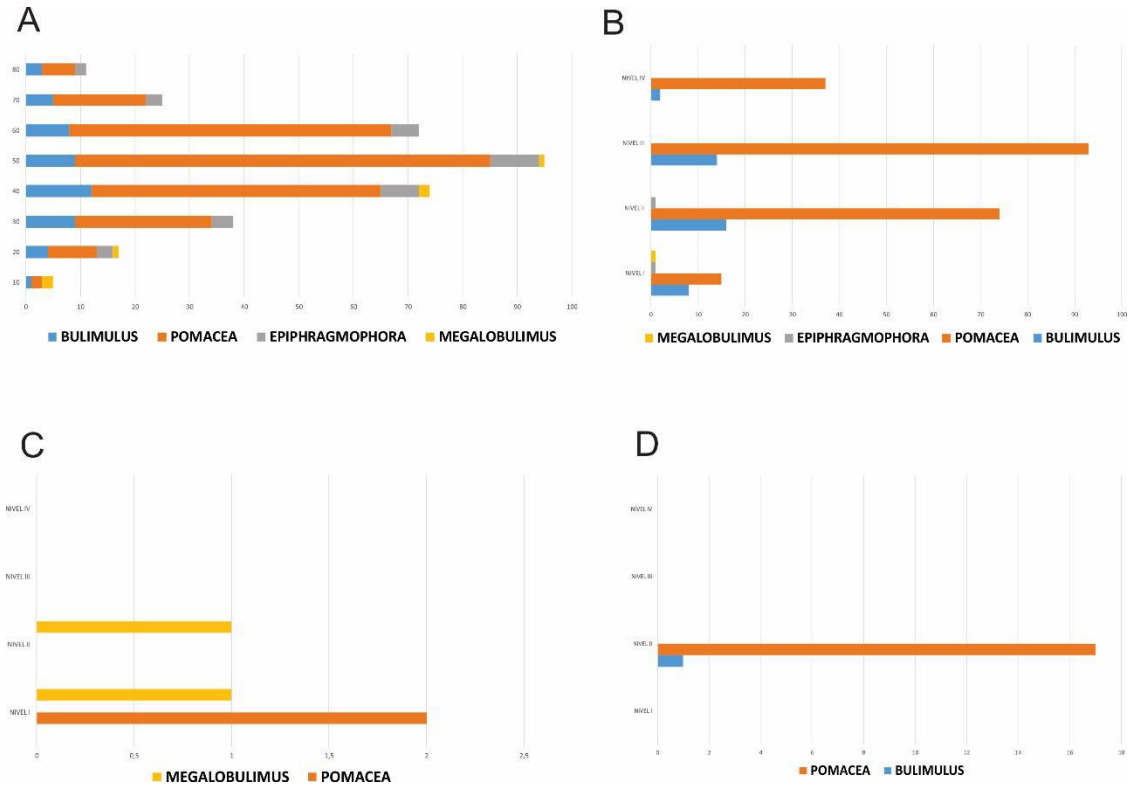 A
80
70
60
50
40
30
20
10
0 10 20 30 40 50 60 70 80 90 100
BULIMULUS POMACEA EPIPHRAGMOPHORA MEGALOBULIMUS
B
NIVEL IV
NIVEL III
NIVEL II
NIVEL I
0 10 20 30 40 50 60 70 80 90 100
MEGALOBULIMUS EPIPHRAGMOPHORA POMACEA BULIMULUS
C
NIVEL IV
NIVEL III
NIVEL II
NIVEL I
0 0,5 1 1,5 2 2,5
MEGALOBULIMUS POMACEA
D
NIVEL IV
NIVEL III
NIVEL II
NIVEL I
0 2 4 6 8 10 12 14 16 18
POMACEA BULIMULUS